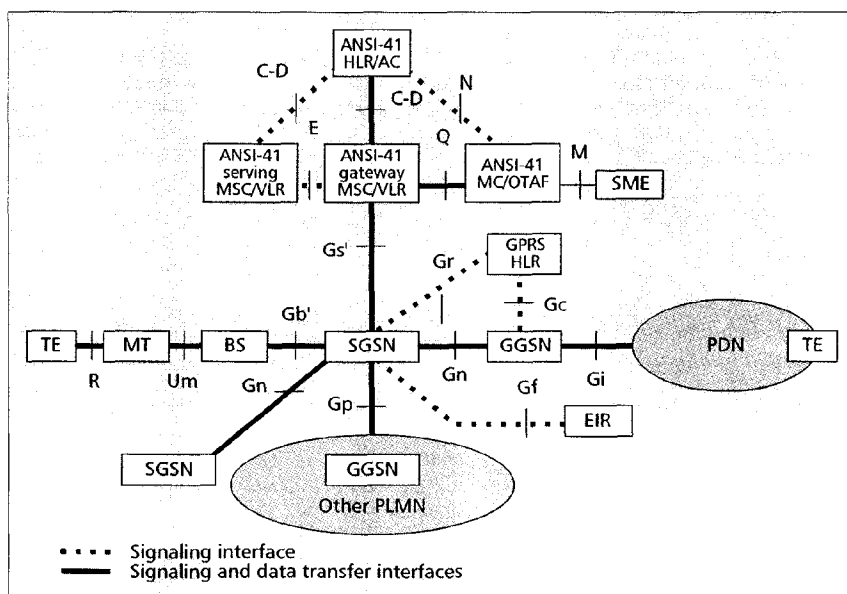 ANSI-41
HLR/AC
C-D
C-D
N
E
Q
M
ANSI-41
serving
MSC/VLR
ANSI-41
gateway
MSC/VLR
ANSI-41
MC/OTAF
SME
Gs'
Gr
GPRS
HLR
Gc
Gb'
TE
MT
BS
SGSN
GGSN
PDN
TE
R
Um
Gn
Gn
Gi
Gp
Gf
EIR
SGSN
GGSN
Other PLMN
Signaling interface
Signaling and data transfer interfaces